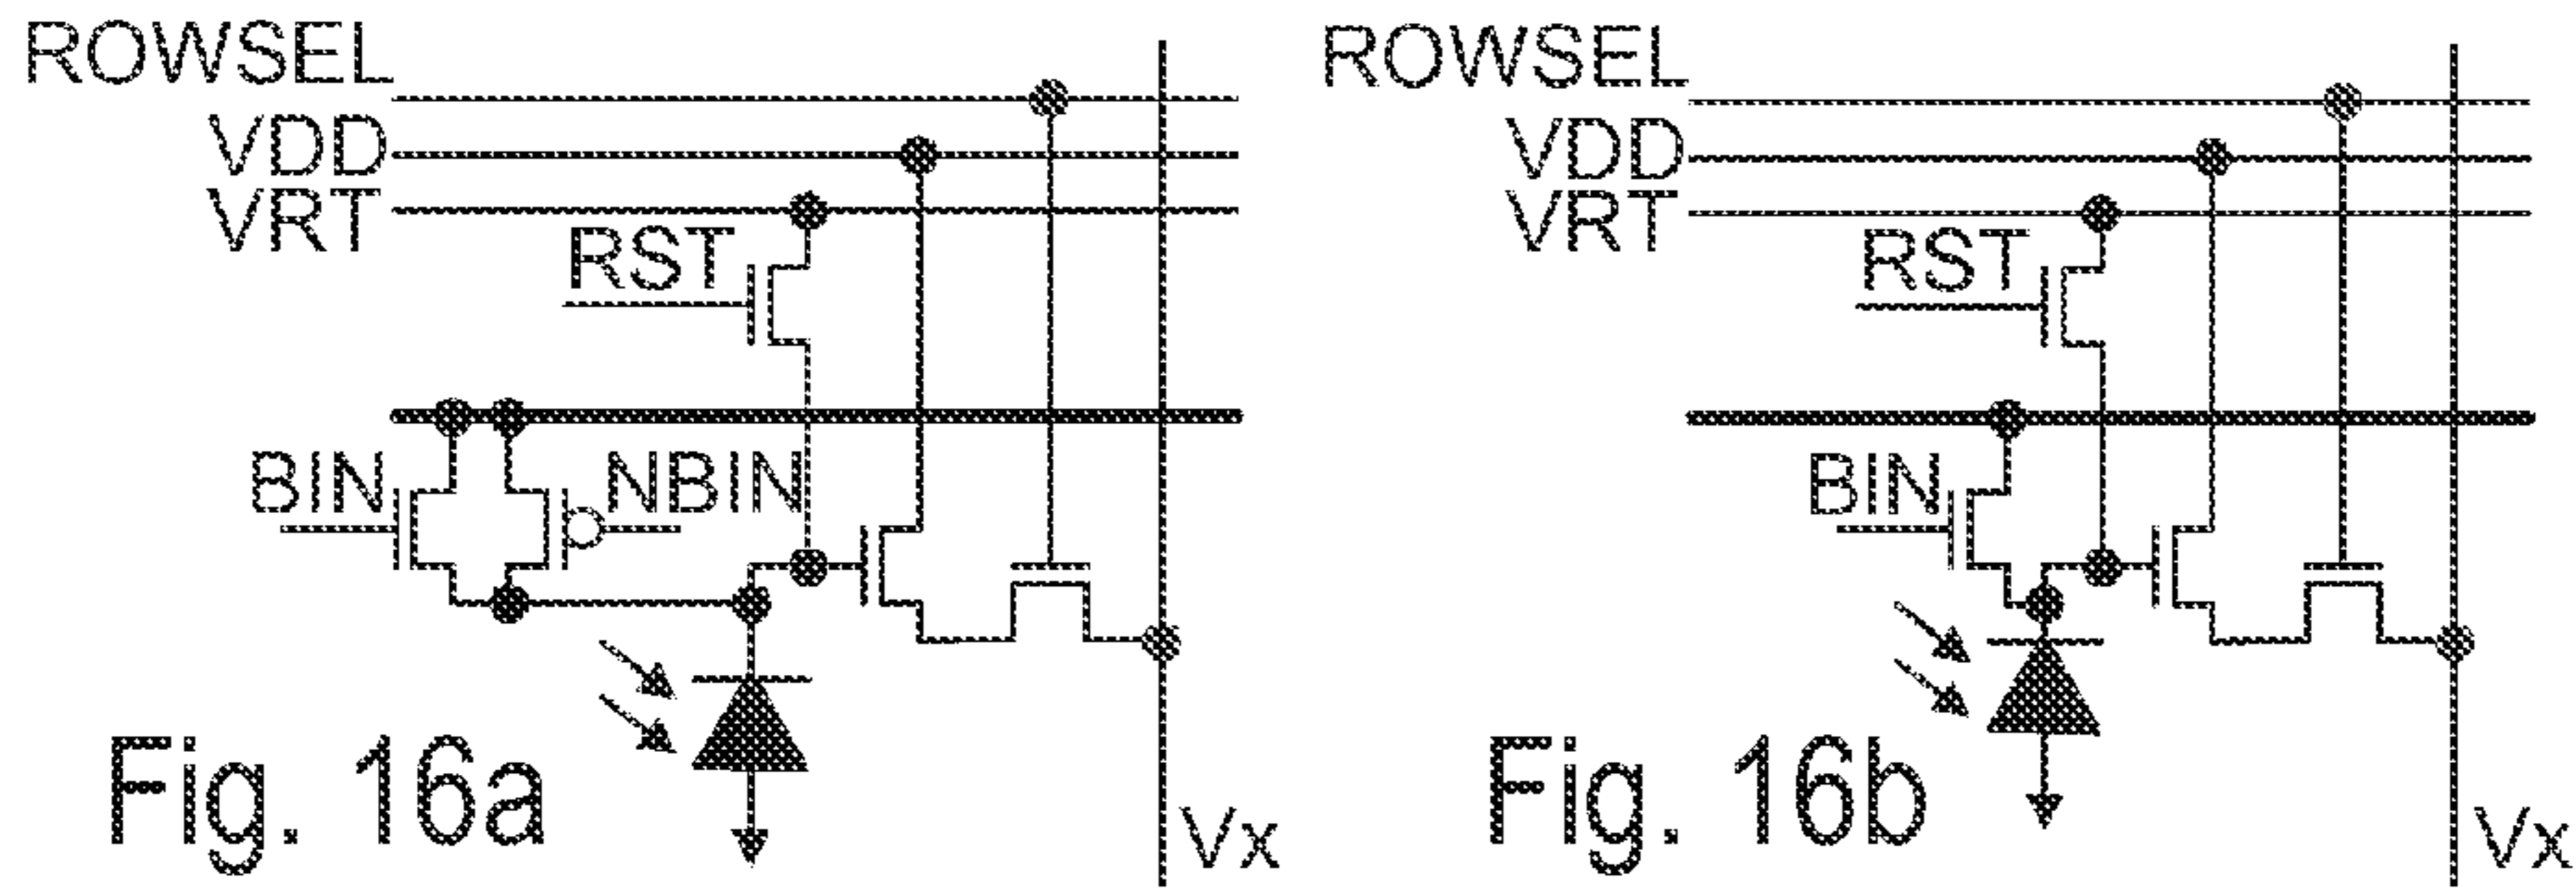 ROWSEL
VDD
VRT
RST
BIN
NBIN
Vx
Fig. 16a
ROWSEL
VDD
VRT
RST
BIN
Vx
Fig. 16b